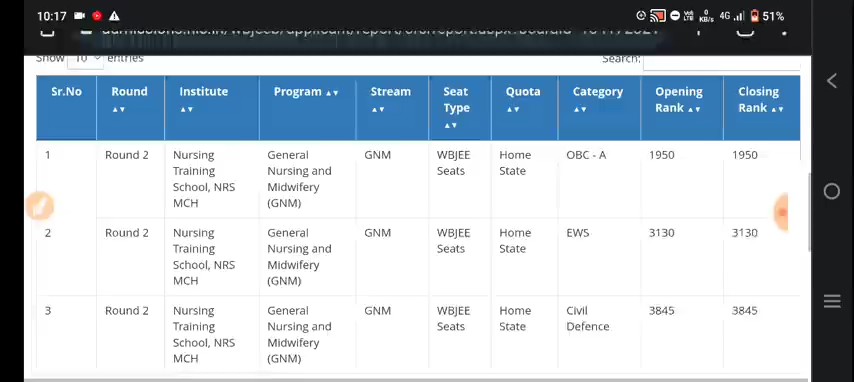 10:17 4G 51%
0 KB/s
Show 10 entries Search:
Sr.No Round Institute Program Stream Seat Type Quota Category Opening Rank Closing Rank
1 Round 2 Nursing Training School, NRS MCH General Nursing and Midwifery (GNM) GNM WBJEE Seats Home State OBC - A 1950 1950
2 Round 2 Nursing Training School, NRS MCH General Nursing and Midwifery (GNM) GNM WBJEE Seats Home State EWS 3130 3130
3 Round 2 Nursing Training School, NRS MCH General Nursing and Midwifery (GNM) GNM WBJEE Seats Home State Civil Defence 3845 3845